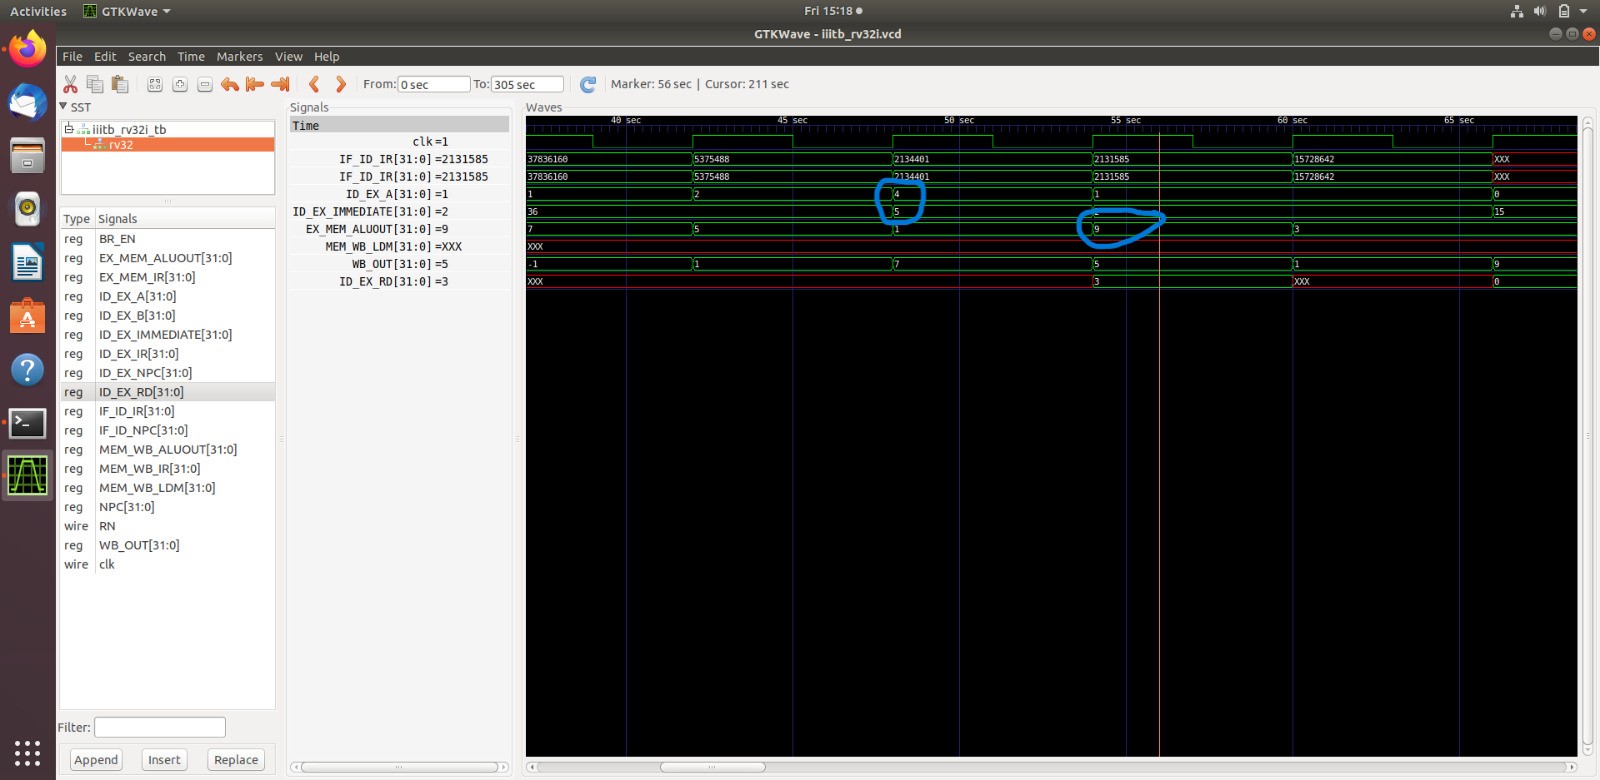 Activities GTKWave Fri 15:18
GTKWave - iiitb_rv32i.vcd
File Edit Search Time Markers View Help
From: 0 sec To: 305 sec Marker: 56 sec | Cursor: 211 sec
SST
iiitb_rv32i_tb
rv32
Type Signals
reg BR_EN
reg EX_MEM_ALUOUT[31:0]
reg EX_MEM_IR[31:0]
reg ID_EX_A[31:0]
reg ID_EX_B[31:0]
reg ID_EX_IMMEDIATE[31:0]
reg ID_EX_IR[31:0]
reg ID_EX_NPC[31:0]
reg ID_EX_RD[31:0]
reg IF_ID_IR[31:0]
reg IF_ID_NPC[31:0]
reg MEM_WB_ALUOUT[31:0]
reg MEM_WB_IR[31:0]
reg MEM_WB_LDM[31:0]
reg NPC[31:0]
wire RN
reg WB_OUT[31:0]
wire clk
Filter:
Append Insert Replace
Signals
Time
clk=1
IF_ID_IR[31:0]=2131585
IF_ID_IR[31:0]=2131585
ID_EX_A[31:0]=1
ID_EX_IMMEDIATE[31:0]=2
EX_MEM_ALUOUT[31:0]=9
MEM_WB_LDM[31:0]=XXX
WB_OUT[31:0]=5
ID_EX_RD[31:0]=3
Waves
40 sec 45 sec 50 sec 55 sec 60 sec 65 sec
37836160 5375488 2134401 2131585 15728642 XXX
37836160 5375488 2134401 2131585 15728642 XXX
1 2 4 1 0
36 5 2 15
7 5 1 9 3
XXX
-1 1 7 5 1 9
XXX 3 XXX 0